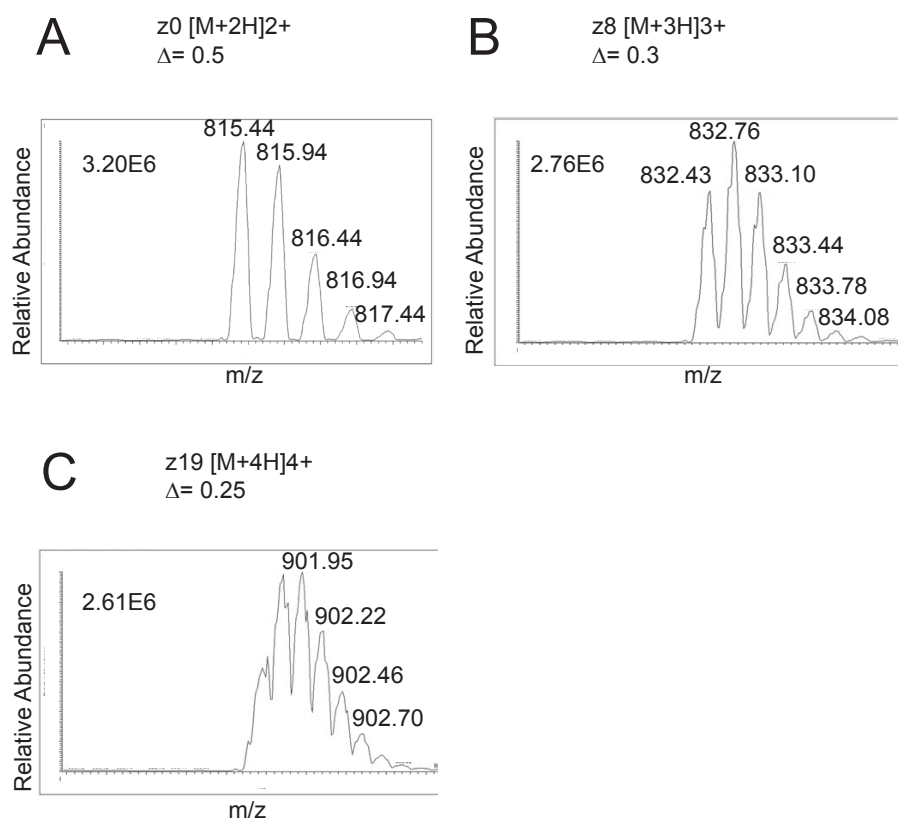 A
z0 [M+2H]2+
Δ= 0.5
815.44
815.94
3.20E6
816.44
816.94
817.44
Relative Abundance
m/z
B
z8 [M+3H]3+
Δ= 0.3
832.76
832.43
833.10
2.76E6
833.44
833.78
834.08
Relative Abundance
m/z
C
z19 [M+4H]4+
Δ= 0.25
901.95
2.61E6
902.22
902.46
902.70
Relative Abundance
m/z